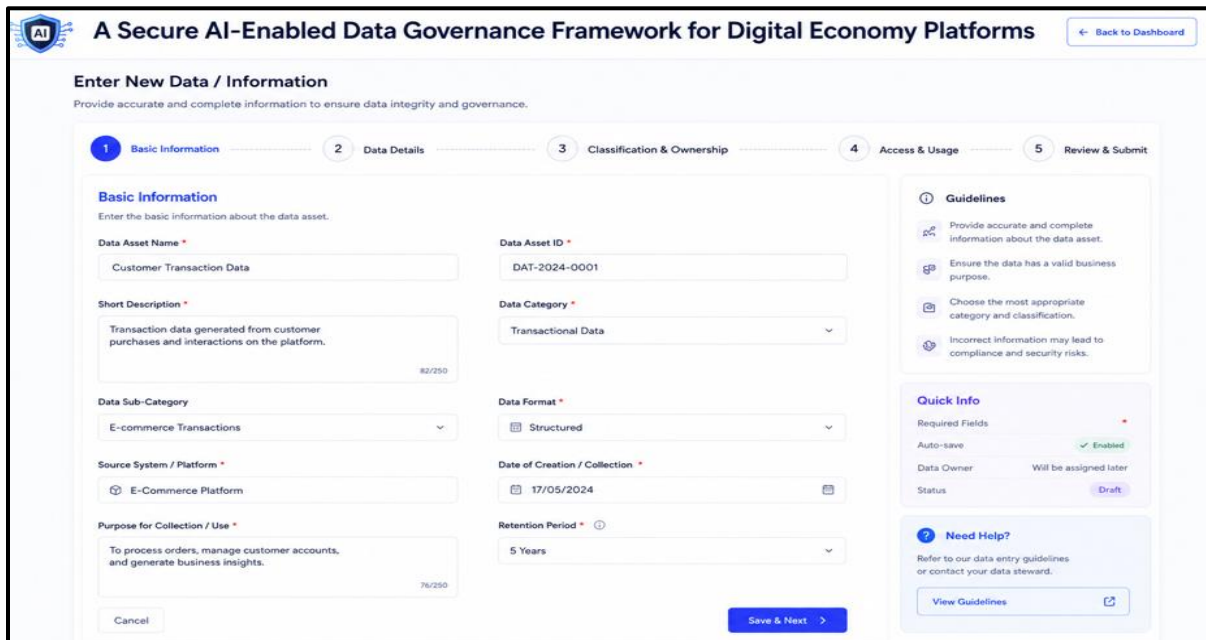 AI
A Secure AI-Enabled Data Governance Framework for Digital Economy Platforms
← Back to Dashboard
Enter New Data / Information
Provide accurate and complete information to ensure data integrity and governance.
1 Basic Information
2 Data Details
3 Classification & Ownership
4 Access & Usage
5 Review & Submit
Basic Information
Enter the basic information about the data asset.
Data Asset Name *
Customer Transaction Data
Data Asset ID *
DAT-2024-0001
Short Description *
Transaction data generated from customer
purchases and interactions on the platform.
82/250
Data Category *
Transactional Data
Data Sub-Category
E-commerce Transactions
Data Format *
Structured
Source System / Platform *
E-Commerce Platform
Date of Creation / Collection *
17/05/2024
Purpose for Collection / Use *
To process orders, manage customer accounts,
and generate business insights.
76/250
Retention Period *
5 Years
Cancel
Save & Next >
Guidelines
Provide accurate and complete
information about the data asset.
Ensure the data has a valid business
purpose.
Choose the most appropriate
category and classification.
Incorrect information may lead to
compliance and security risks.
Quick Info
Required Fields *
Auto-save ✓ Enabled
Data Owner Will be assigned later
Status Draft
? Need Help?
Refer to our data entry guidelines
or contact your data steward.
View Guidelines